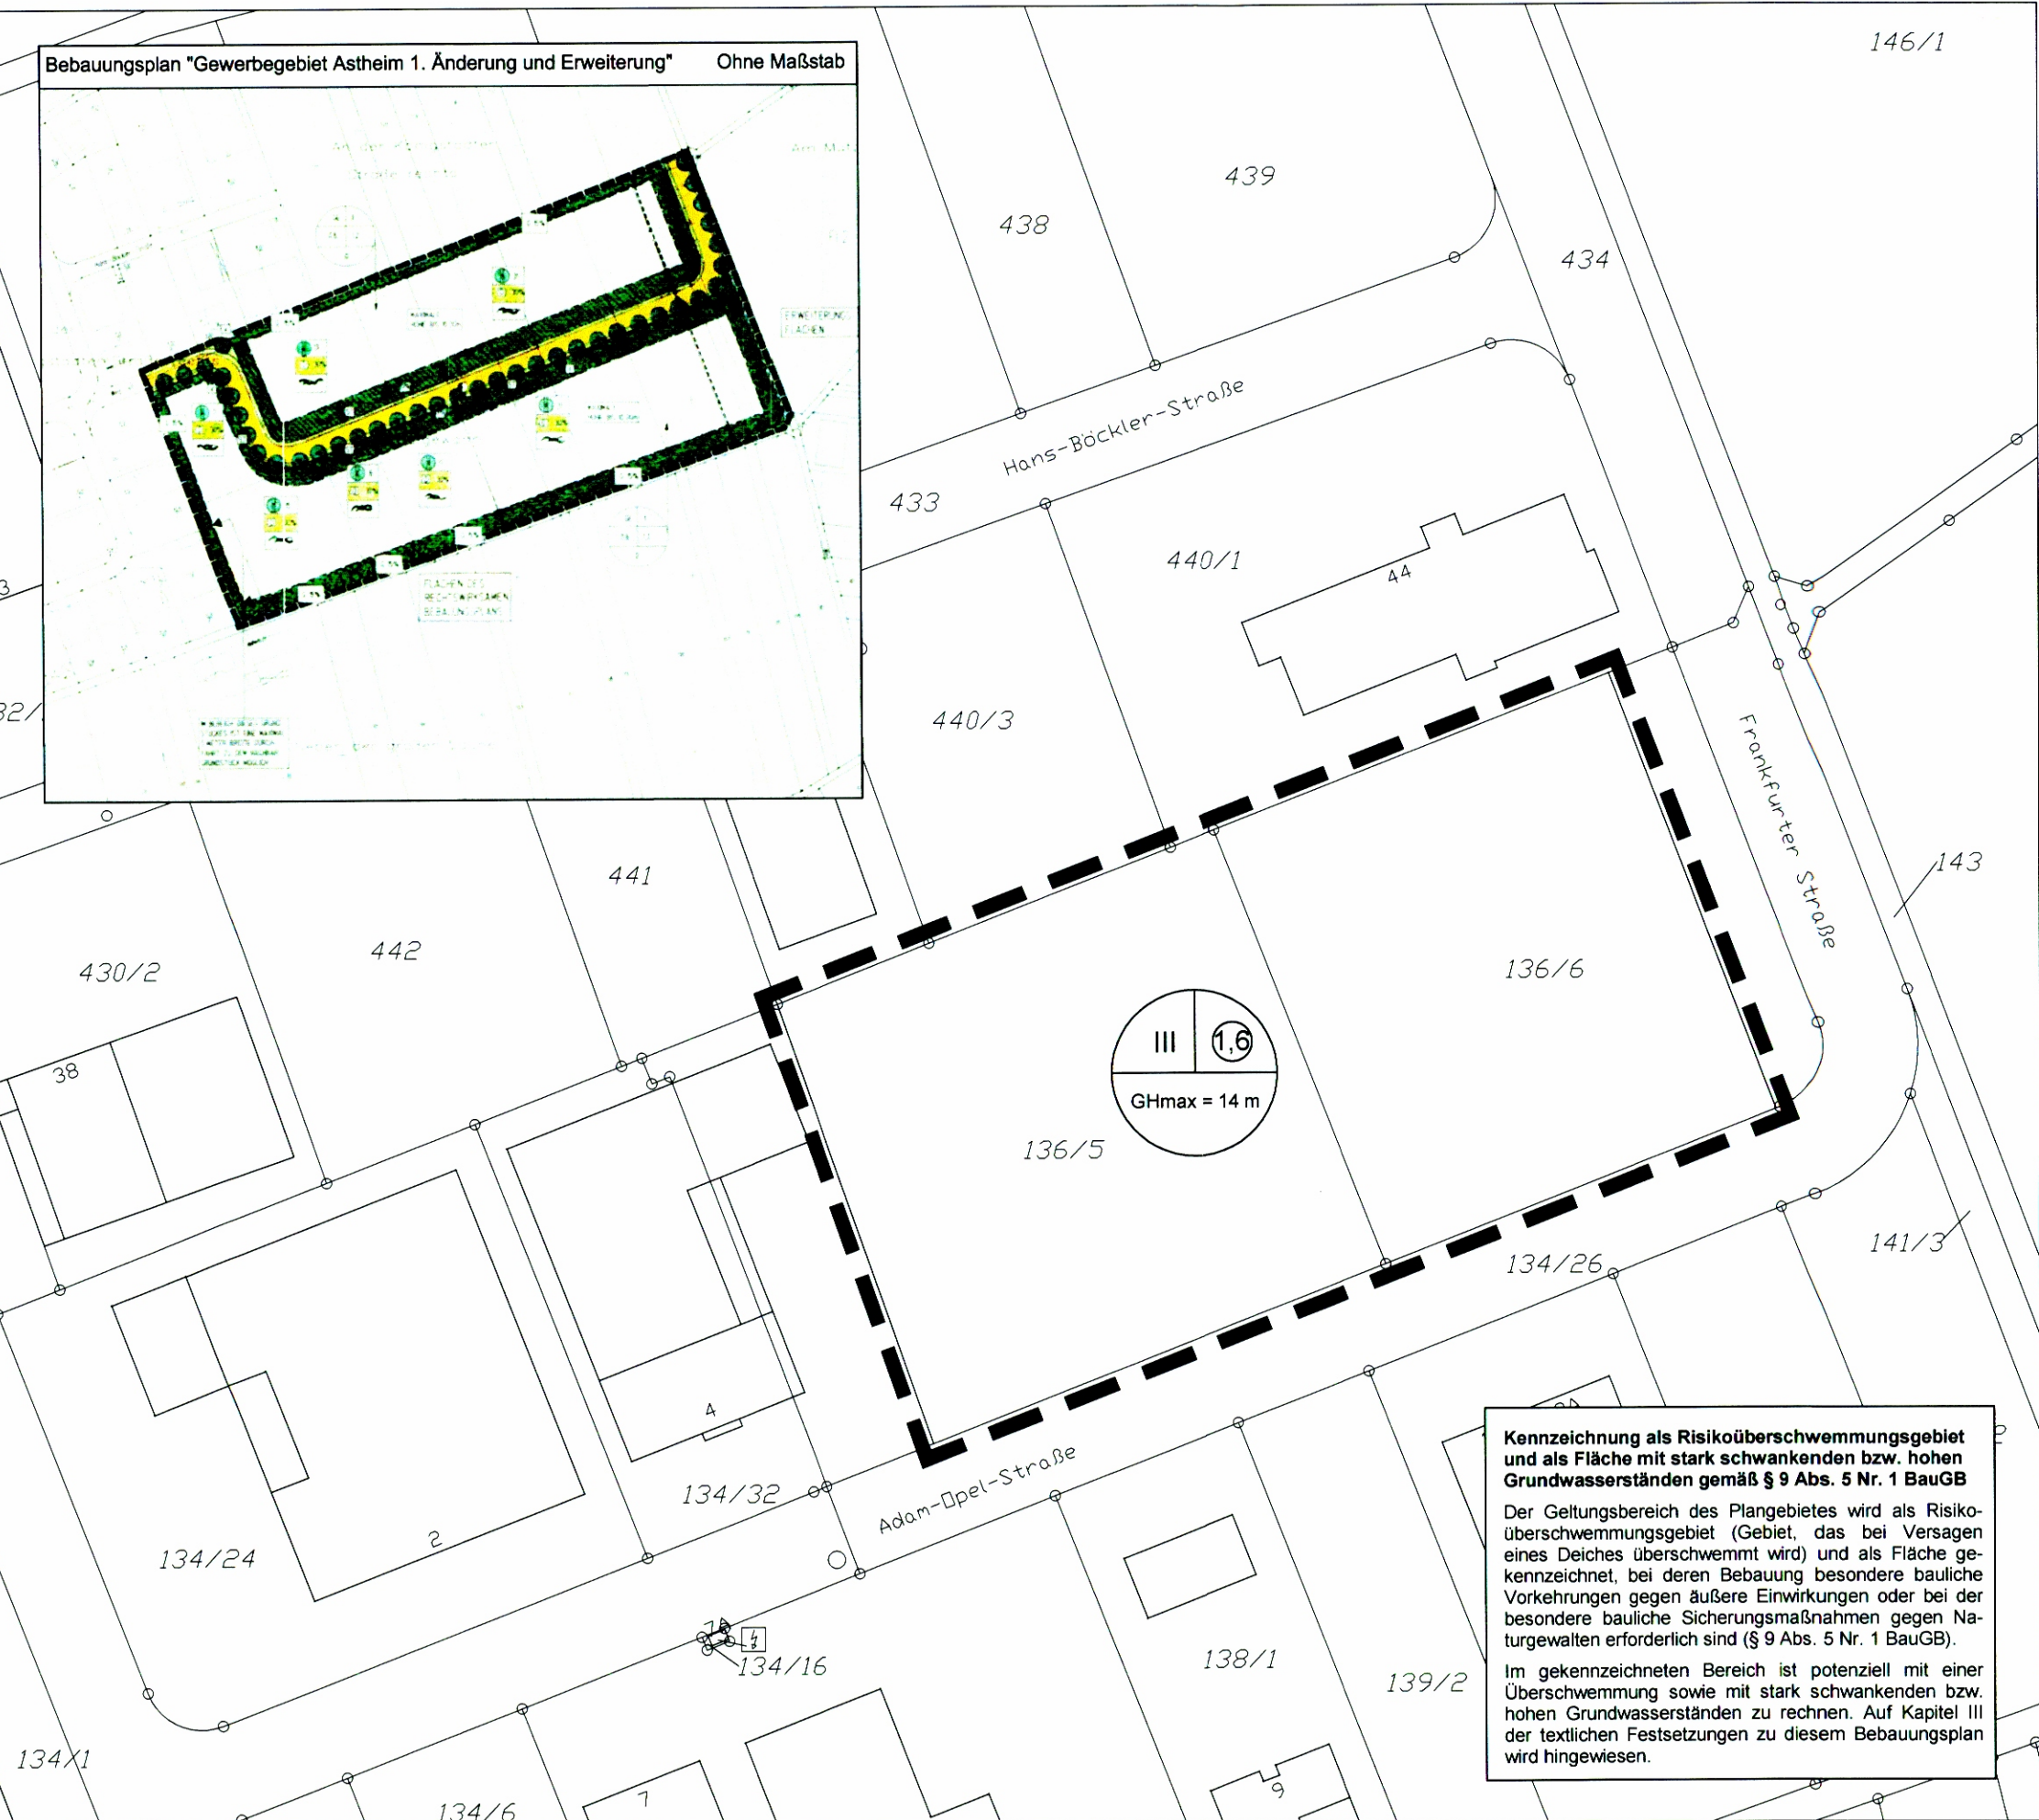 Bebauungsplan "Gewerbegebiet Astheim 1. Änderung und Erweiterung" Ohne Maßstab
146/1
439
438
434
Hans-Böckler-Straße
433
440/1
44
ERWEITERUNGS
FLÄCHEN
FLÄCHEN DES
RECHTSWIRKSAMEN
BEBAUUNGSPLANS
440/3
Frankfurter Straße
143
441
442
430/2
38
136/6
III
1,6
GHmax = 14 m
136/5
141/3
134/26
4
134/32
Adam-Opel-Straße
2
134/24
7A
134/16
138/1
139/2
134/1
134/6
7
9
Kennzeichnung als Risikoüberschwemmungsgebiet
und als Fläche mit stark schwankenden bzw. hohen
Grundwasserständen gemäß § 9 Abs. 5 Nr. 1 BauGB
Der Geltungsbereich des Plangebietes wird als Risiko-
überschwemmungsgebiet (Gebiet, das bei Versagen
eines Deiches überschwemmt wird) und als Fläche ge-
kennzeichnet, bei deren Bebauung besondere bauliche
Vorkehrungen gegen äußere Einwirkungen oder bei der
besondere bauliche Sicherungsmaßnahmen gegen Na-
turgewalten erforderlich sind (§ 9 Abs. 5 Nr. 1 BauGB).
Im gekennzeichneten Bereich ist potenziell mit einer
Überschwemmung sowie mit stark schwankenden bzw.
hohen Grundwasserständen zu rechnen. Auf Kapitel III
der textlichen Festsetzungen zu diesem Bebauungsplan
wird hingewiesen.